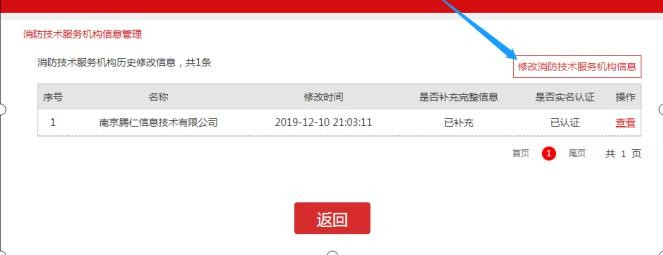 消防技术服务机构信息管理
消防技术服务机构历史修改信息，共1条
修改消防技术服务机构信息
序号 名称 修改时间 是否补充完整信息 是否实名认证 操作
1 南京腾仁信息技术有限公司 2019-12-10 21:03:11 已补充 已认证 查看
首页 1 尾页 共 1 页
返回